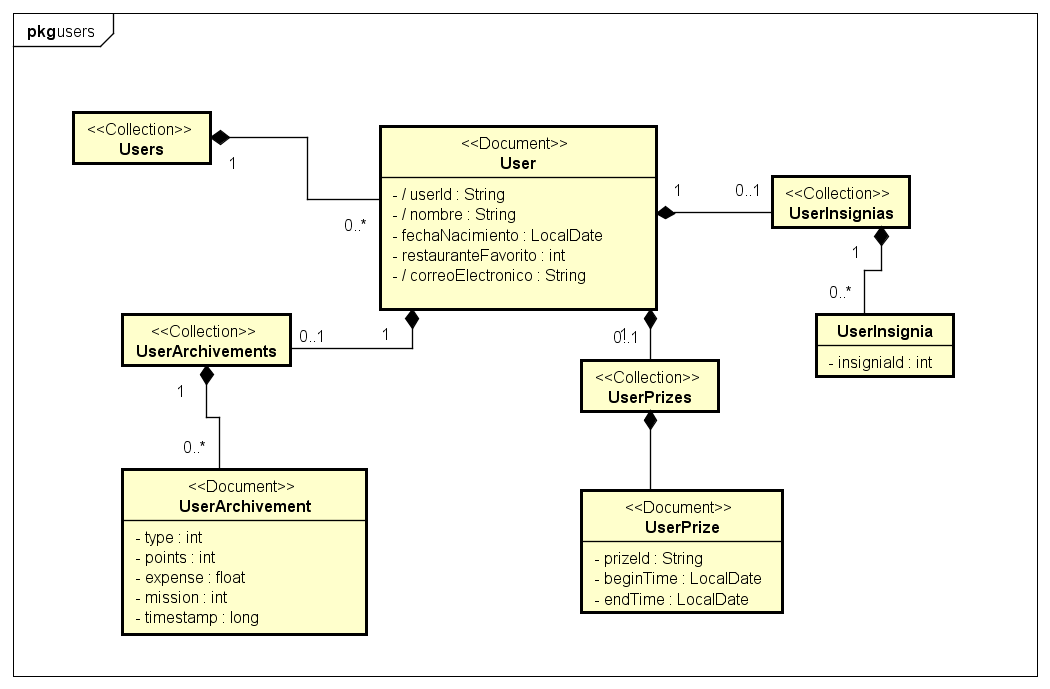 pkg users
<<Collection>>
Users
1
0..*
<<Document>>
User
- / userId : String
- / nombre : String
- fechaNacimiento : LocalDate
- restauranteFavorito : int
- / correoElectronico : String
1
0..1
<<Collection>>
UserInsignias
1
0..*
UserInsignia
- insigniaId : int
<<Collection>>
UserArchivements
0..1
1
1
0..*
<<Document>>
UserArchivement
- type : int
- points : int
- expense : float
- mission : int
- timestamp : long
1
0..1
<<Collection>>
UserPrizes
<<Document>>
UserPrize
- prizeId : String
- beginTime : LocalDate
- endTime : LocalDate